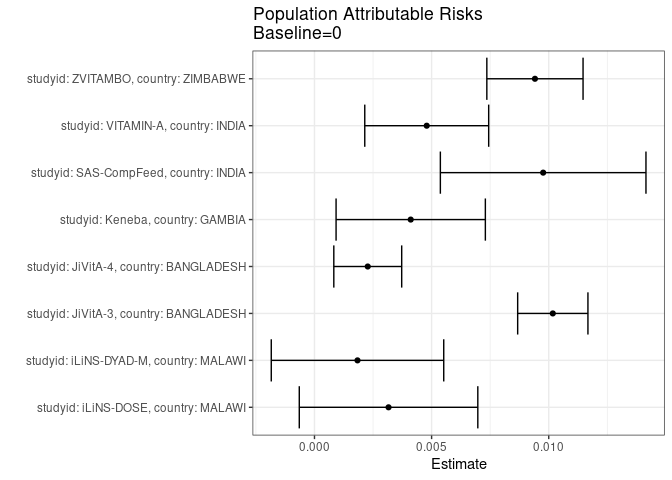 Population Attributable Risks
Baseline=0
studyid: ZVITAMBO, country: ZIMBABWE
studyid: VITAMIN-A, country: INDIA
studyid: SAS-CompFeed, country: INDIA
studyid: Keneba, country: GAMBIA
studyid: JiVitA-4, country: BANGLADESH
studyid: JiVitA-3, country: BANGLADESH
studyid: iLiNS-DYAD-M, country: MALAWI
studyid: iLiNS-DOSE, country: MALAWI
0.000 0.005 0.010
Estimate